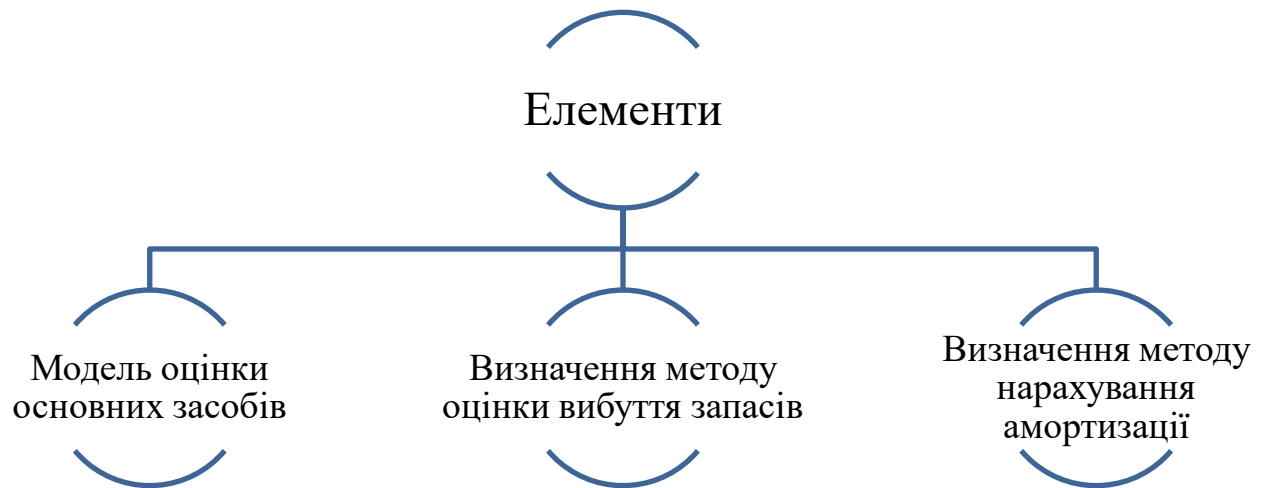 Елементи
Модель оцінки
основних засобів
Визначення методу
оцінки вибуття запасів
Визначення методу
нарахування
амортизації